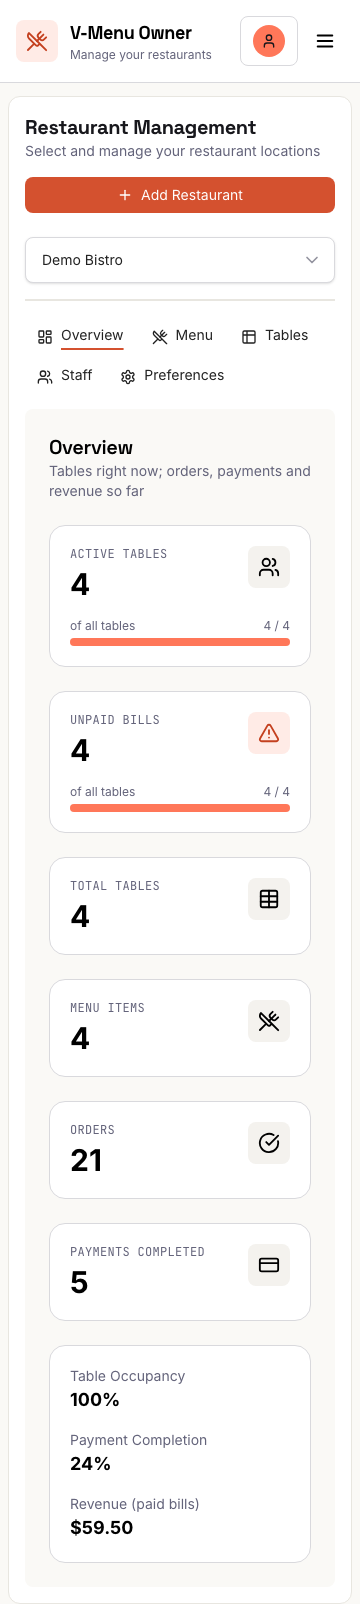 V-Menu Owner
Manage your restaurants
Restaurant Management
Select and manage your restaurant locations
Add Restaurant
Demo Bistro
Overview
Menu
Tables
Staff
Preferences
Overview
Tables right now; orders, payments and
revenue so far
ACTIVE TABLES
4
of all tables 4 / 4
UNPAID BILLS
4
of all tables 4 / 4
TOTAL TABLES
4
MENU ITEMS
4
ORDERS
21
PAYMENTS COMPLETED
5
Table Occupancy
100%
Payment Completion
24%
Revenue (paid bills)
$59.50